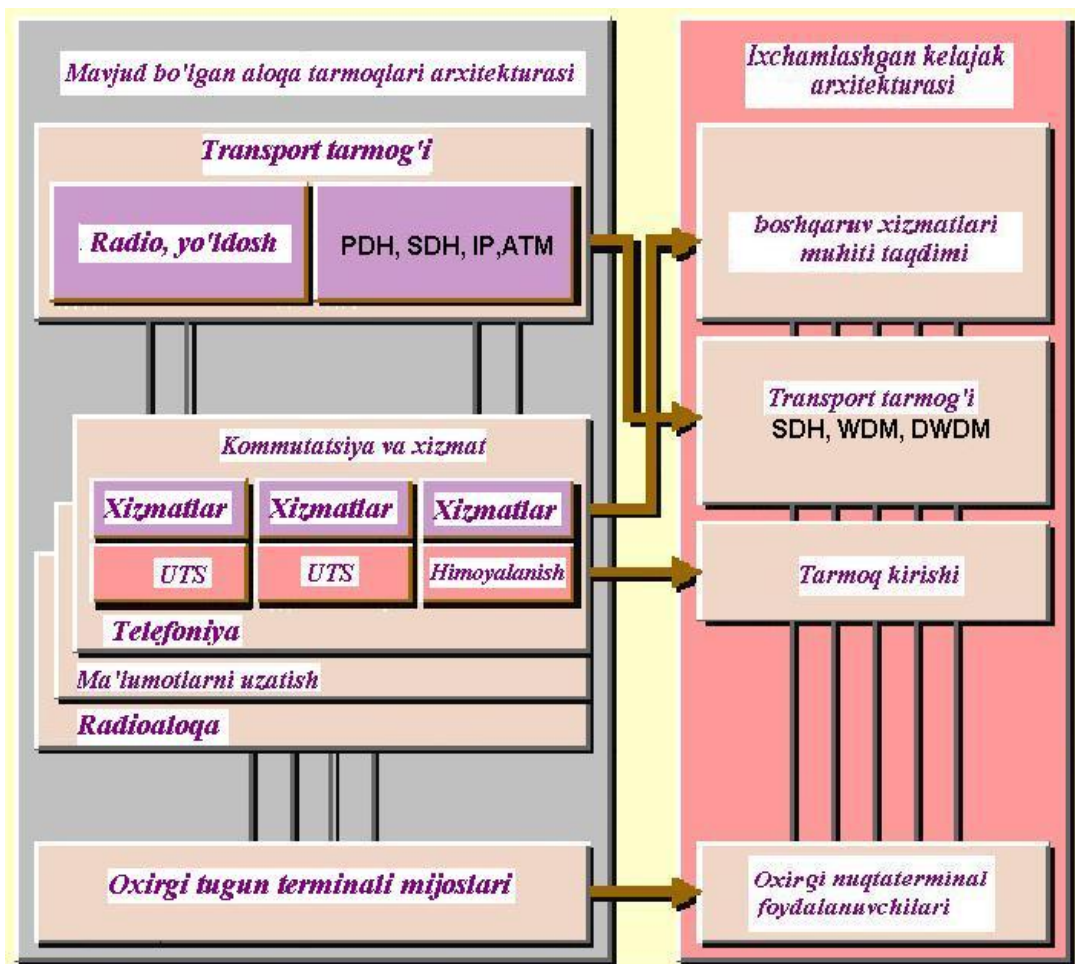 Mavjud bo'lgan aloqa tarmoqlari arxitekturasi
Transport tarmog'i
Radio, yo'ldosh
PDH, SDH, IP,ATM
Kommutatsiya va xizmat
Xizmatlar
Xizmatlar
Xizmatlar
UTS
UTS
Himoyalanish
Telefoniya
Ma'lumotlarni uzatish
Radioaloqa
Oxirgi tugun terminali mijoslari
Ixchamlashgan kelajak
arxitekturasi
boshqaruv xizmatlari
muhiti taqdimi
Transport tarmog'i
SDH, WDM, DWDM
Tarmoq kirishi
Oxirgi nuqtaterminal
foydalanuvchilari